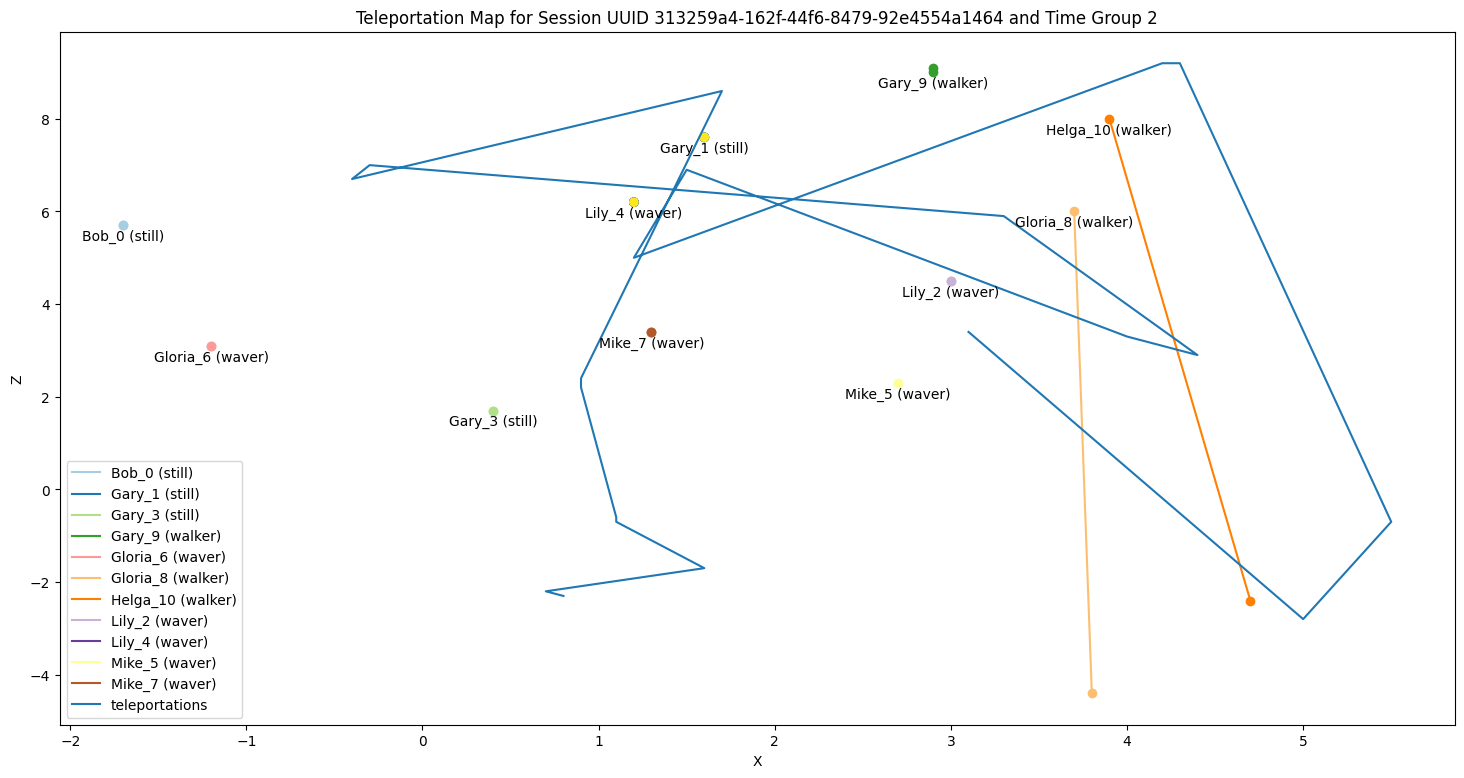 Teleportation Map for Session UUID 313259a4-162f-44f6-8479-92e4554a1464 and Time Group 2
Gary_9 (walker)
Helga_10 (walker)
Gary_1 (still)
Lily_4 (waver)
Gloria_8 (walker)
Bob_0 (still)
Lily_2 (waver)
Mike_7 (waver)
Gloria_6 (waver)
Mike_5 (waver)
Gary_3 (still)
Z
8
6
4
2
0
−2
−4
Bob_0 (still)
Gary_1 (still)
Gary_3 (still)
Gary_9 (walker)
Gloria_6 (waver)
Gloria_8 (walker)
Helga_10 (walker)
Lily_2 (waver)
Lily_4 (waver)
Mike_5 (waver)
Mike_7 (waver)
teleportations
−2 −1 0 1 2 3 4 5
X